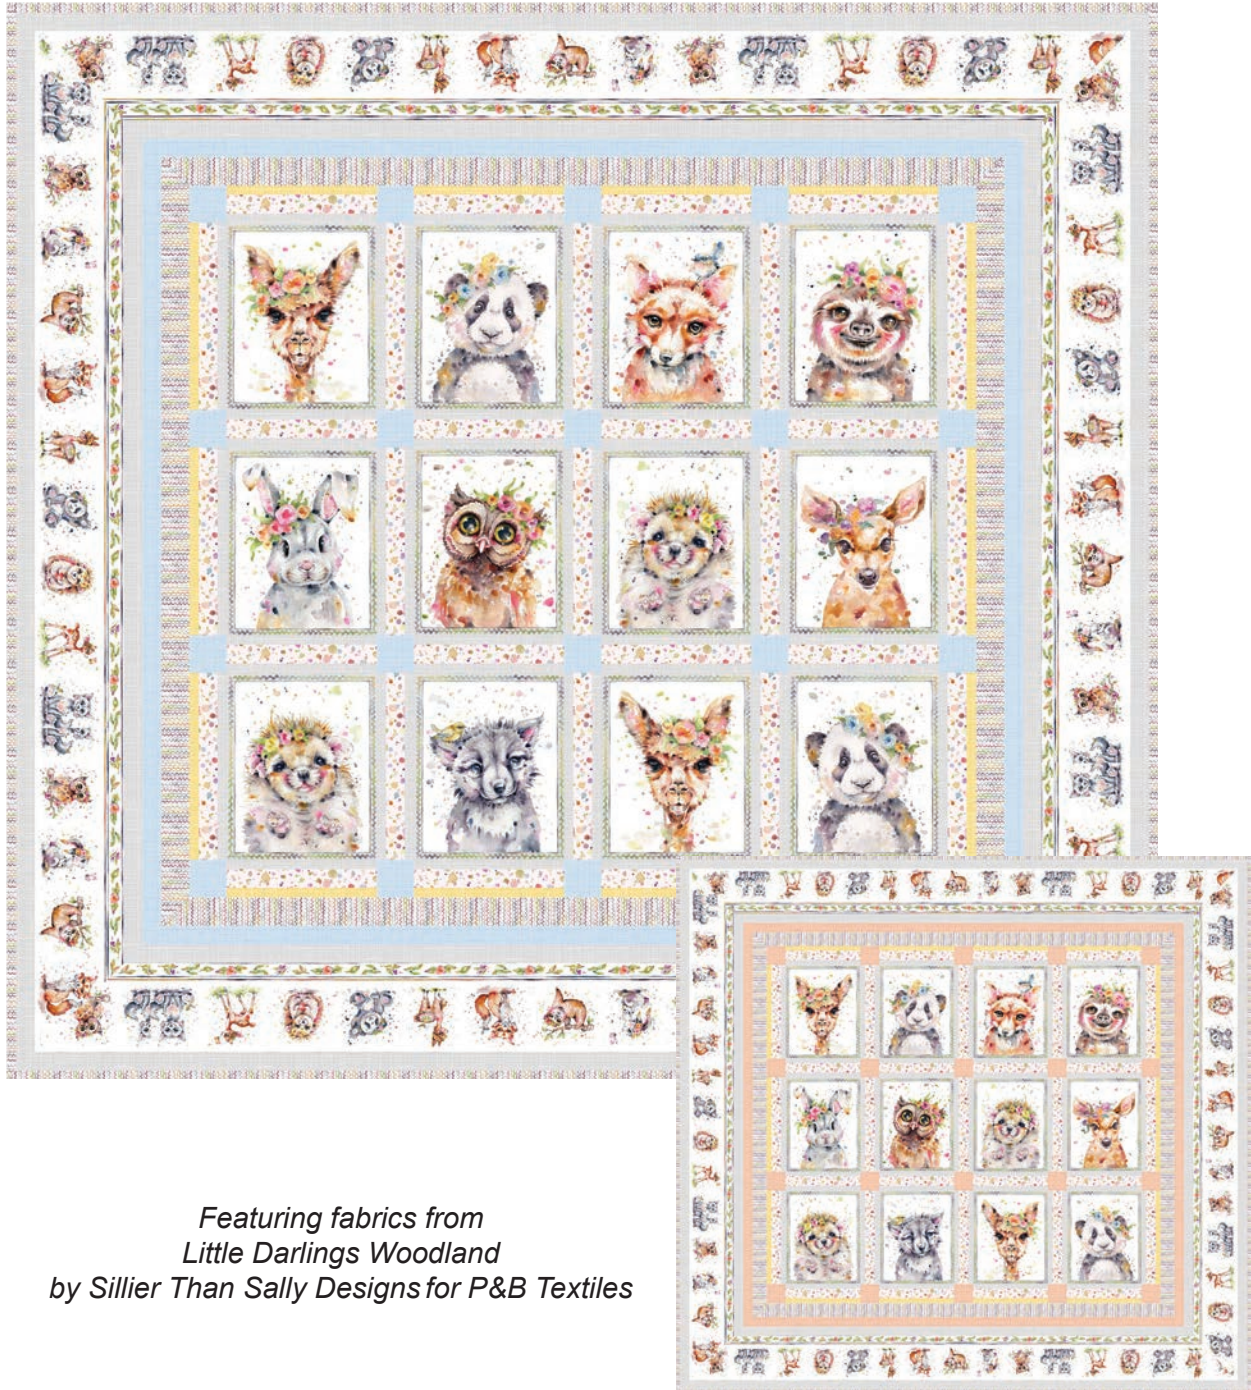 Featuring fabrics from
Little Darlings Woodland
by Sillier Than Sally Designs for P&B Textiles